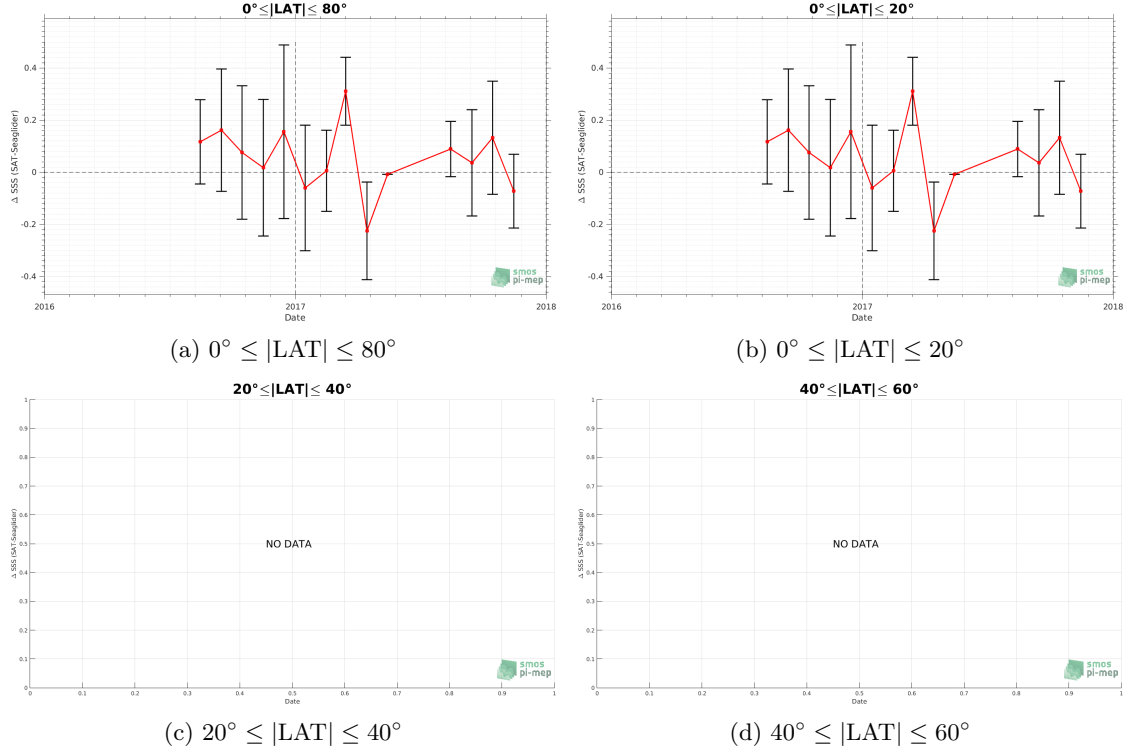 0°≤|LAT|≤ 80°
Δ SSS (SAT-Seaglider)
0.4
0.2
0
-0.2
-0.4
2016
2017
2018
Date
smos
pi-mep
(a) 0° ≤ |LAT| ≤ 80°
0°≤|LAT|≤ 20°
Δ SSS (SAT-Seaglider)
0.4
0.2
0
-0.2
-0.4
2016
2017
2018
Date
smos
pi-mep
(b) 0° ≤ |LAT| ≤ 20°
20°≤|LAT|≤ 40°
Δ SSS (SAT-Seaglider)
1
0.9
0.8
0.7
0.6
0.5
0.4
0.3
0.2
0.1
0
NO DATA
0 0.1 0.2 0.3 0.4 0.5 0.6 0.7 0.8 0.9 1
Date
smos
pi-mep
(c) 20° ≤ |LAT| ≤ 40°
40°≤|LAT|≤ 60°
Δ SSS (SAT-Seaglider)
1
0.9
0.8
0.7
0.6
0.5
0.4
0.3
0.2
0.1
0
NO DATA
0 0.1 0.2 0.3 0.4 0.5 0.6 0.7 0.8 0.9 1
Date
smos
pi-mep
(d) 40° ≤ |LAT| ≤ 60°